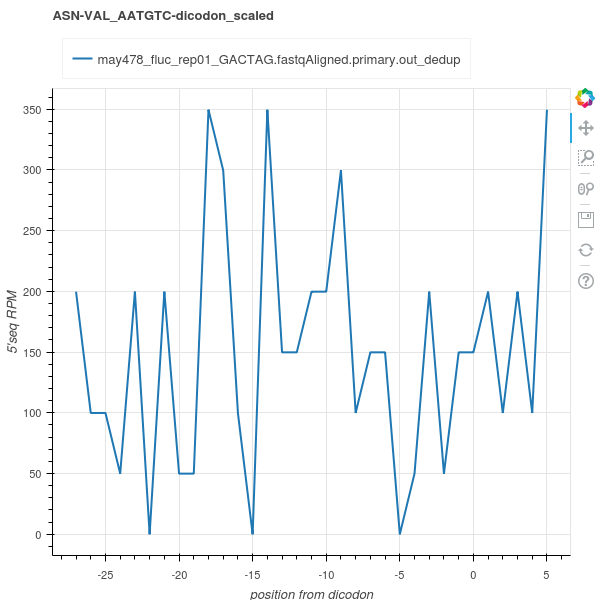 ASN-VAL_AATGTC-dicodon_scaled
may478_fluc_rep01_GACTAG.fastqAligned.primary.out_dedup
350
300
250
200
150
100
50
0
5'seq RPM
-25 -20 -15 -10 -5 0 5
position from dicodon